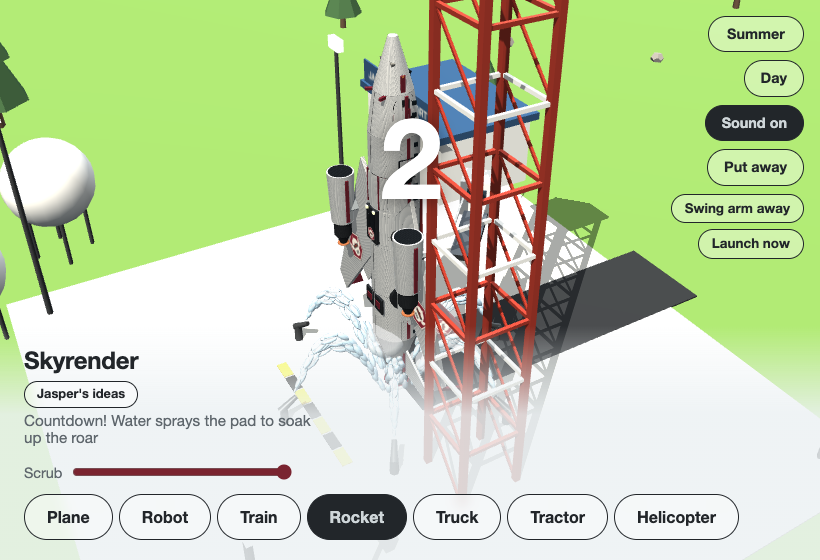 Summer
Day
Sound on
Put away
Swing arm away
Launch now
2
Skyrender
Jasper's ideas
Countdown! Water sprays the pad to soak
up the roar
Scrub
Plane Robot Train Rocket Truck Tractor Helicopter